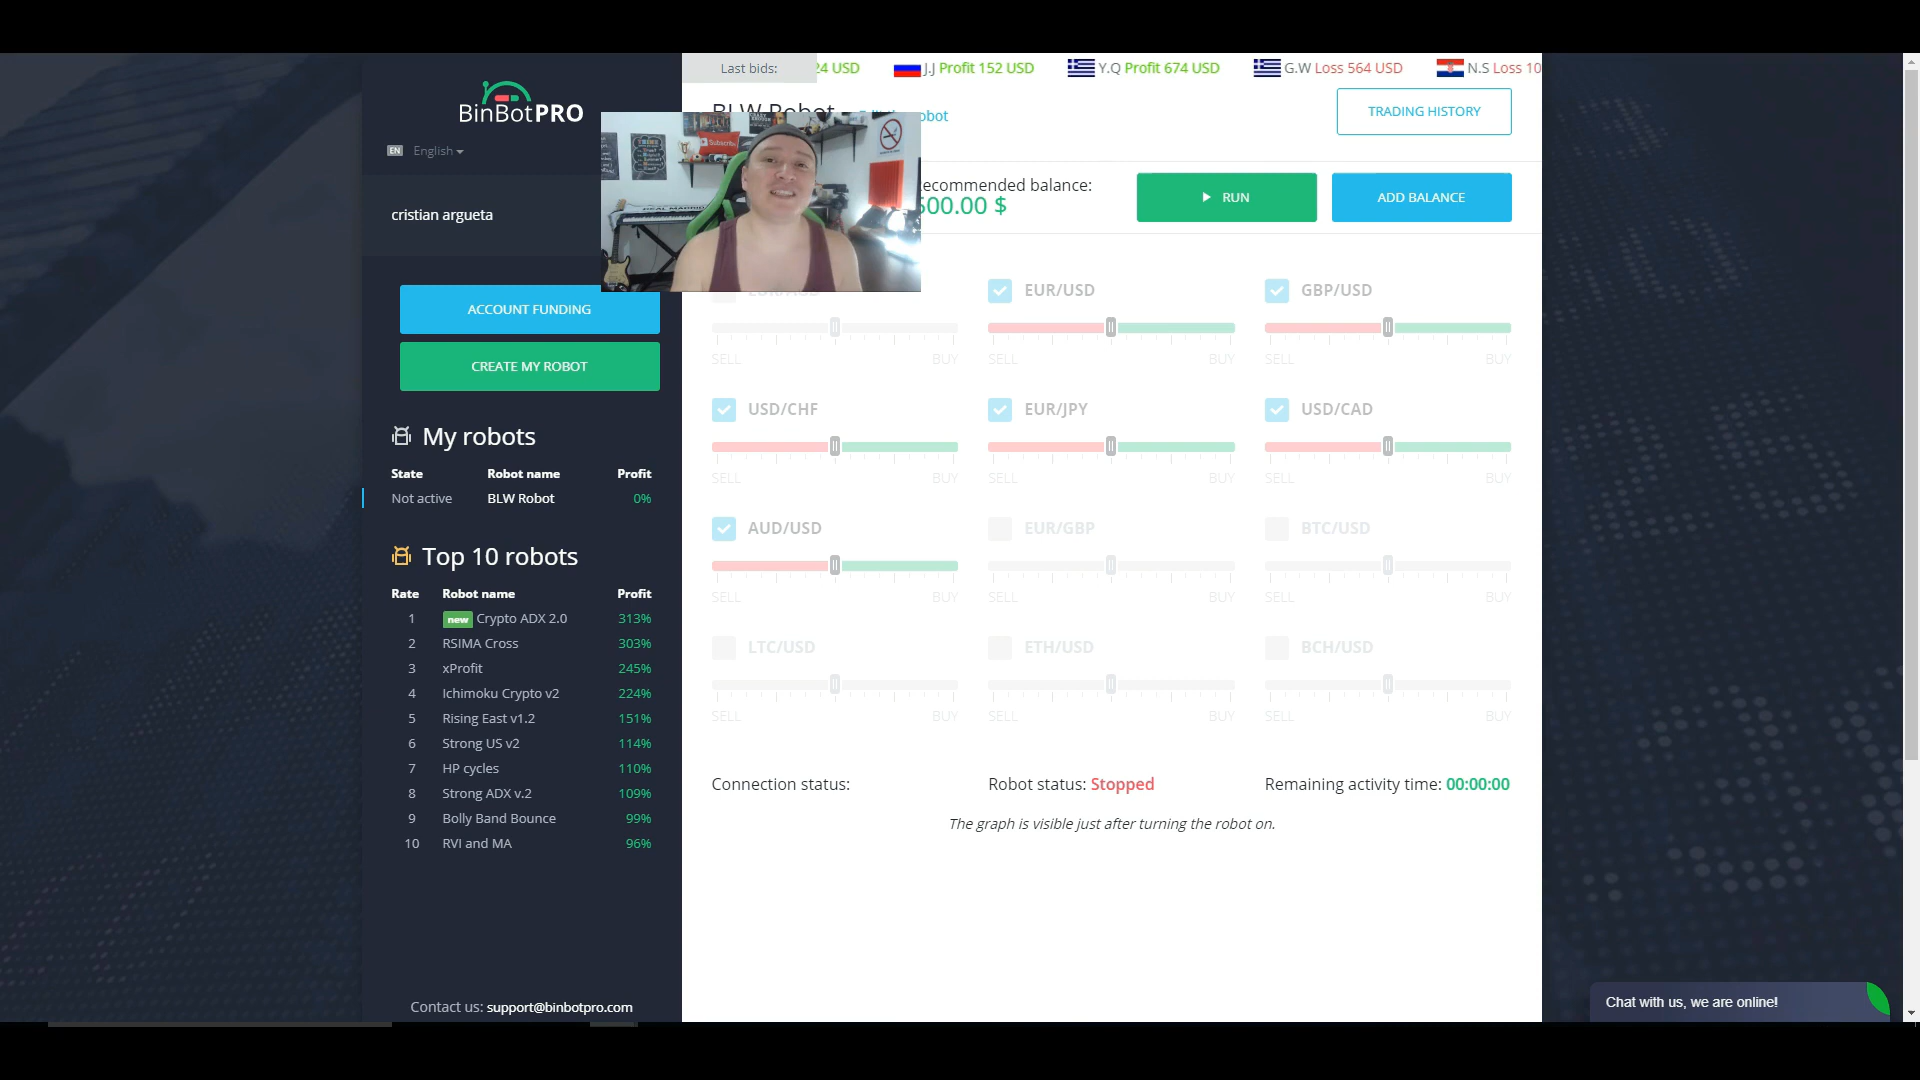 Last bids:
24 USD
J.J Profit 152 USD
Y.Q Profit 674 USD
G.W Loss 564 USD
N.S Loss 10
BinBotPRO
EN English
cristian argueta
ACCOUNT FUNDING
CREATE MY ROBOT
My robots
State Robot name Profit
Not active BLW Robot 0%
Top 10 robots
Rate Robot name Profit
1 new Crypto ADX 2.0 313%
2 RSIMA Cross 303%
3 xProfit 245%
4 Ichimoku Crypto v2 224%
5 Rising East v1.2 151%
6 Strong US v2 114%
7 HP cycles 110%
8 Strong ADX v.2 109%
9 Bolly Band Bounce 99%
10 RVI and MA 96%
Contact us: support@binbotpro.com
BLW Robot
obot
TRADING HISTORY
ecommended balance:
500.00 $
RUN
ADD BALANCE
Subscribe
REAL MADRID
EUR/USD GBP/USD
SELL BUY SELL BUY SELL BUY
USD/CHF EUR/JPY USD/CAD
SELL BUY SELL BUY SELL BUY
AUD/USD EUR/GBP BTC/USD
SELL BUY SELL BUY SELL BUY
LTC/USD ETH/USD BCH/USD
SELL BUY SELL BUY SELL BUY
Connection status: Robot status: Stopped Remaining activity time: 00:00:00
The graph is visible just after turning the robot on.
Chat with us, we are online!